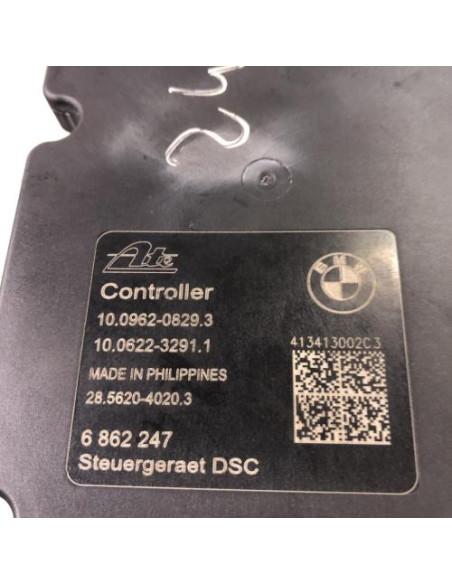 Ate
BMW
Controller
10.0962-0829.3
10.0622-3291.1
413413002C3
MADE IN PHILIPPINES
28.5620-4020.3
6 862 247
Steuergeraet DSC